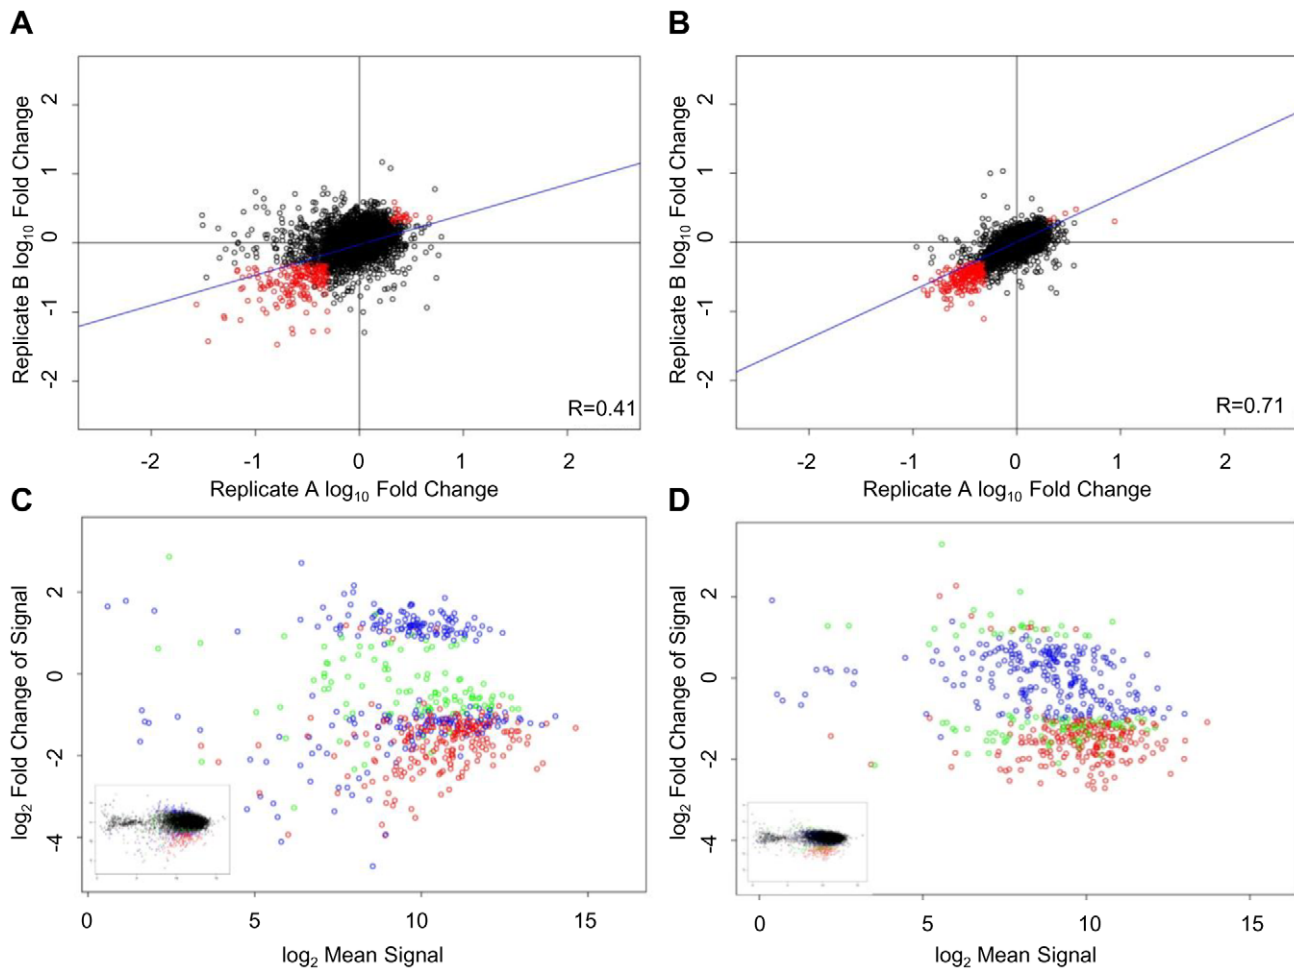 A
B
Replicate B log10 Fold Change
2
1
0
-1
-2
R=0.41
-2
-1
0
1
2
Replicate A log10 Fold Change
Replicate B log10 Fold Change
2
1
0
-1
-2
R=0.71
-2
-1
0
1
2
Replicate A log10 Fold Change
C
D
log2 Fold Change of Signal
2
0
-2
-4
0
5
10
15
log2 Mean Signal
log2 Fold Change of Signal
2
0
-2
-4
0
5
10
15
log2 Mean Signal